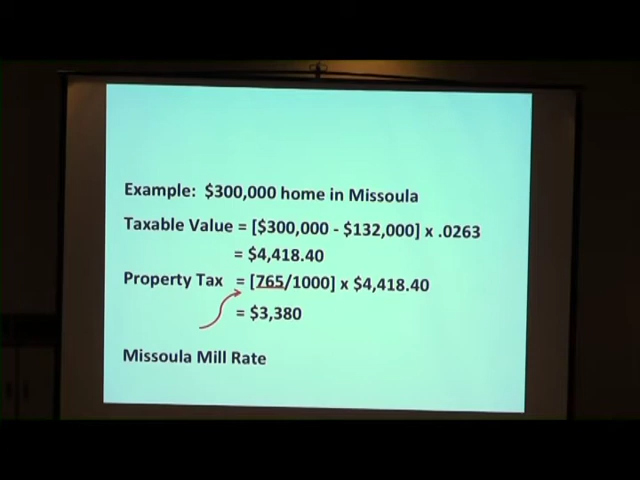 Example: $300,000 home in Missoula
Taxable Value = [$300,000 - $132,000] x .0263
= $4,418.40
Property Tax = [765/1000] x $4,418.40
= $3,380
Missoula Mill Rate